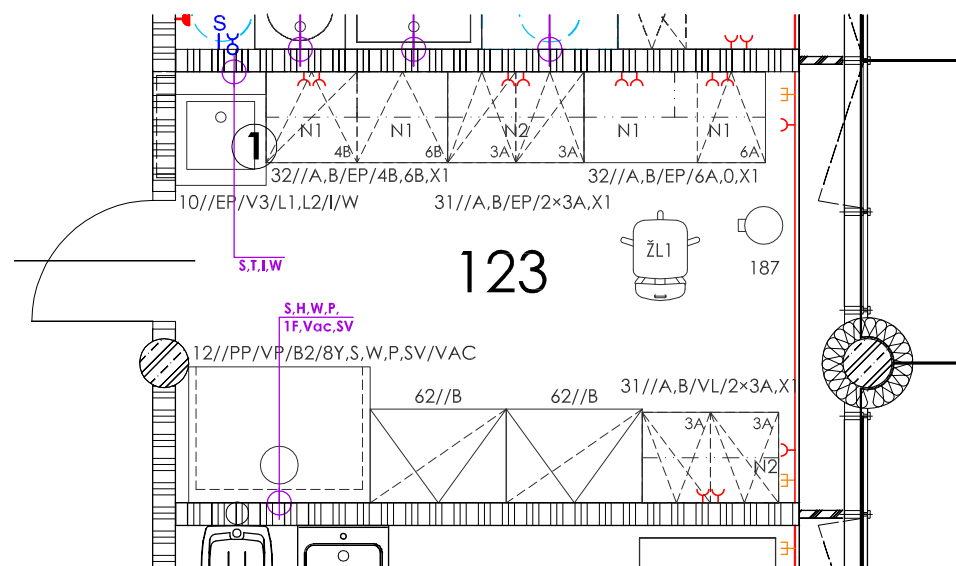 S
N1
N1
N2
N1
N1
1
4B
6B
3A
3A
6A
32//A,B/EP/4B,6B,X1
32//A,B/EP/6A,0,X1
10//EP/V3/L1,L2/I/W
31//A,B/EP/2×3A,X1
S,T,I,W
123
ŽL1
187
S,H,W,P,
1F,Vac,SV
12//PP/VP/B2/8Y,S,W,P,SV/VAC
62//B
62//B
31//A,B/VL/2×3A,X1
3A
3A
N2